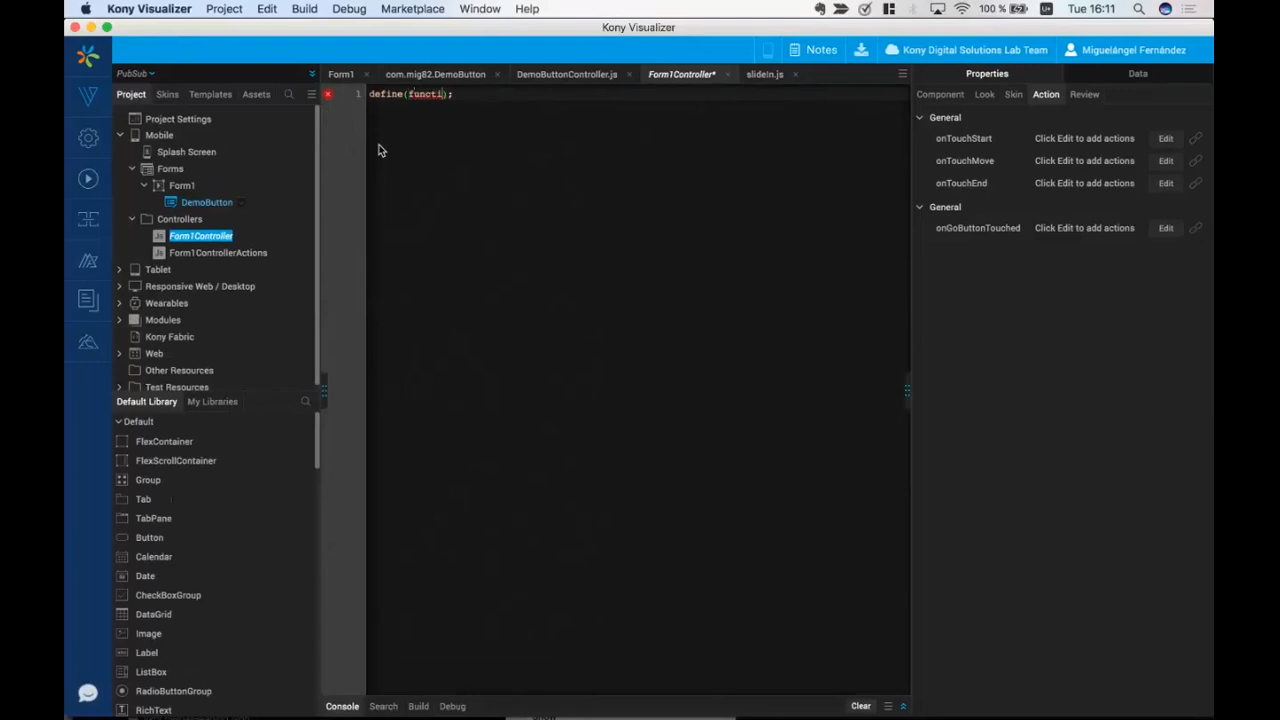 Kony Visualizer Project Edit Build Debug Marketplace Window Help 100 % Tue 16:11
Kony Visualizer
Notes Kony Digital Solutions Lab Team Miguelángel Fernández
PubSub Form1 com.mig82.DemoButton DemoButtonController.js Form1Controller* slideIn.js Properties Data
Project Skins Templates Assets 1 define(functi); Component Look Skin Action Review
General
Project Settings
Mobile onTouchStart Click Edit to add actions Edit
Splash Screen
onTouchMove Click Edit to add actions Edit
Forms
Form1 onTouchEnd Click Edit to add actions Edit
DemoButton General
Controllers
onGoButtonTouched Click Edit to add actions Edit
Form1Controller
Form1ControllerActions
Tablet
Responsive Web / Desktop
Wearables
Modules
Kony Fabric
Web
Other Resources
Test Resources
Default Library My Libraries
Default
FlexContainer
FlexScrollContainer
Group
Tab
TabPane
Button
Calendar
Date
CheckBoxGroup
DataGrid
Image
Label
ListBox
RadioButtonGroup
RichText
Console Search Build Debug Clear